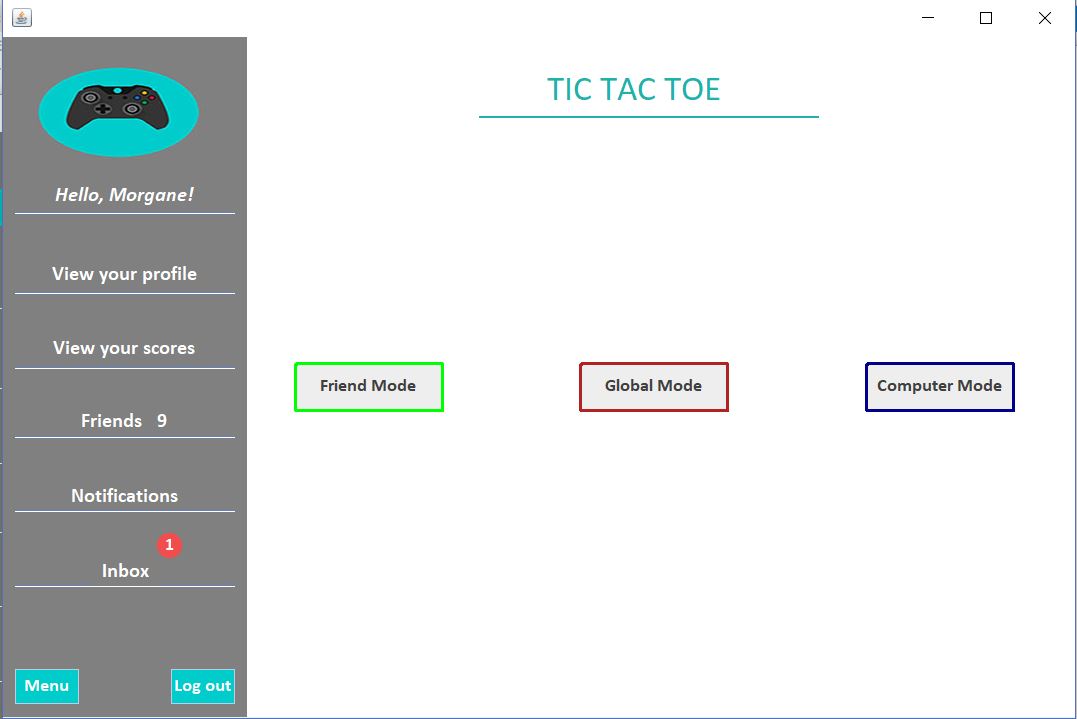 TIC TAC TOE
Hello, Morgane!
View your profile
View your scores
Friends 9
Notifications
1
Inbox
Menu
Log out
Friend Mode
Global Mode
Computer Mode